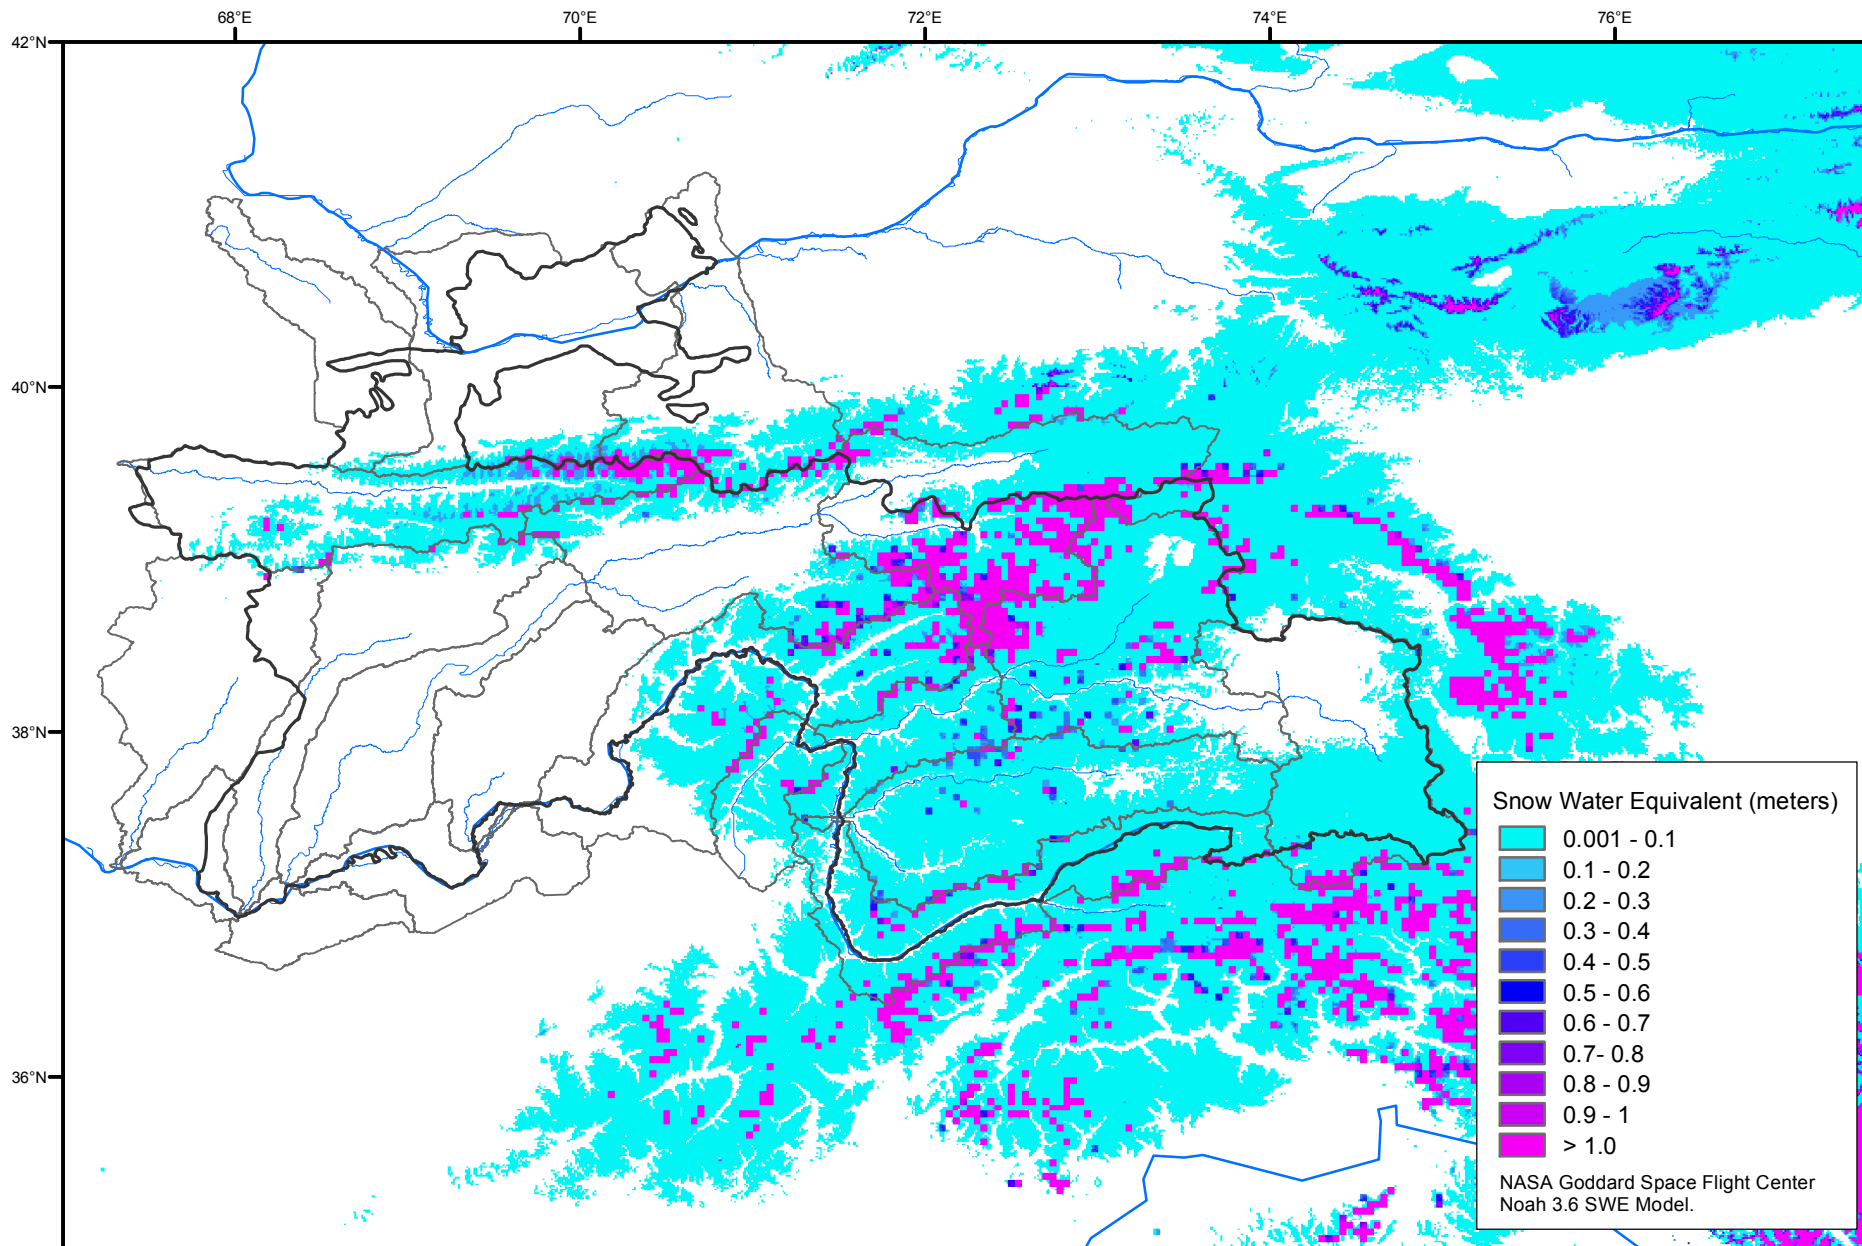 68°E 70°E 72°E 74°E 76°E
42°N
40°N
38°N
36°N
Snow Water Equivalent (meters)
0.001 - 0.1
0.1 - 0.2
0.2 - 0.3
0.3 - 0.4
0.4 - 0.5
0.5 - 0.6
0.6 - 0.7
0.7- 0.8
0.8 - 0.9
0.9 - 1
> 1.0
NASA Goddard Space Flight Center
Noah 3.6 SWE Model.